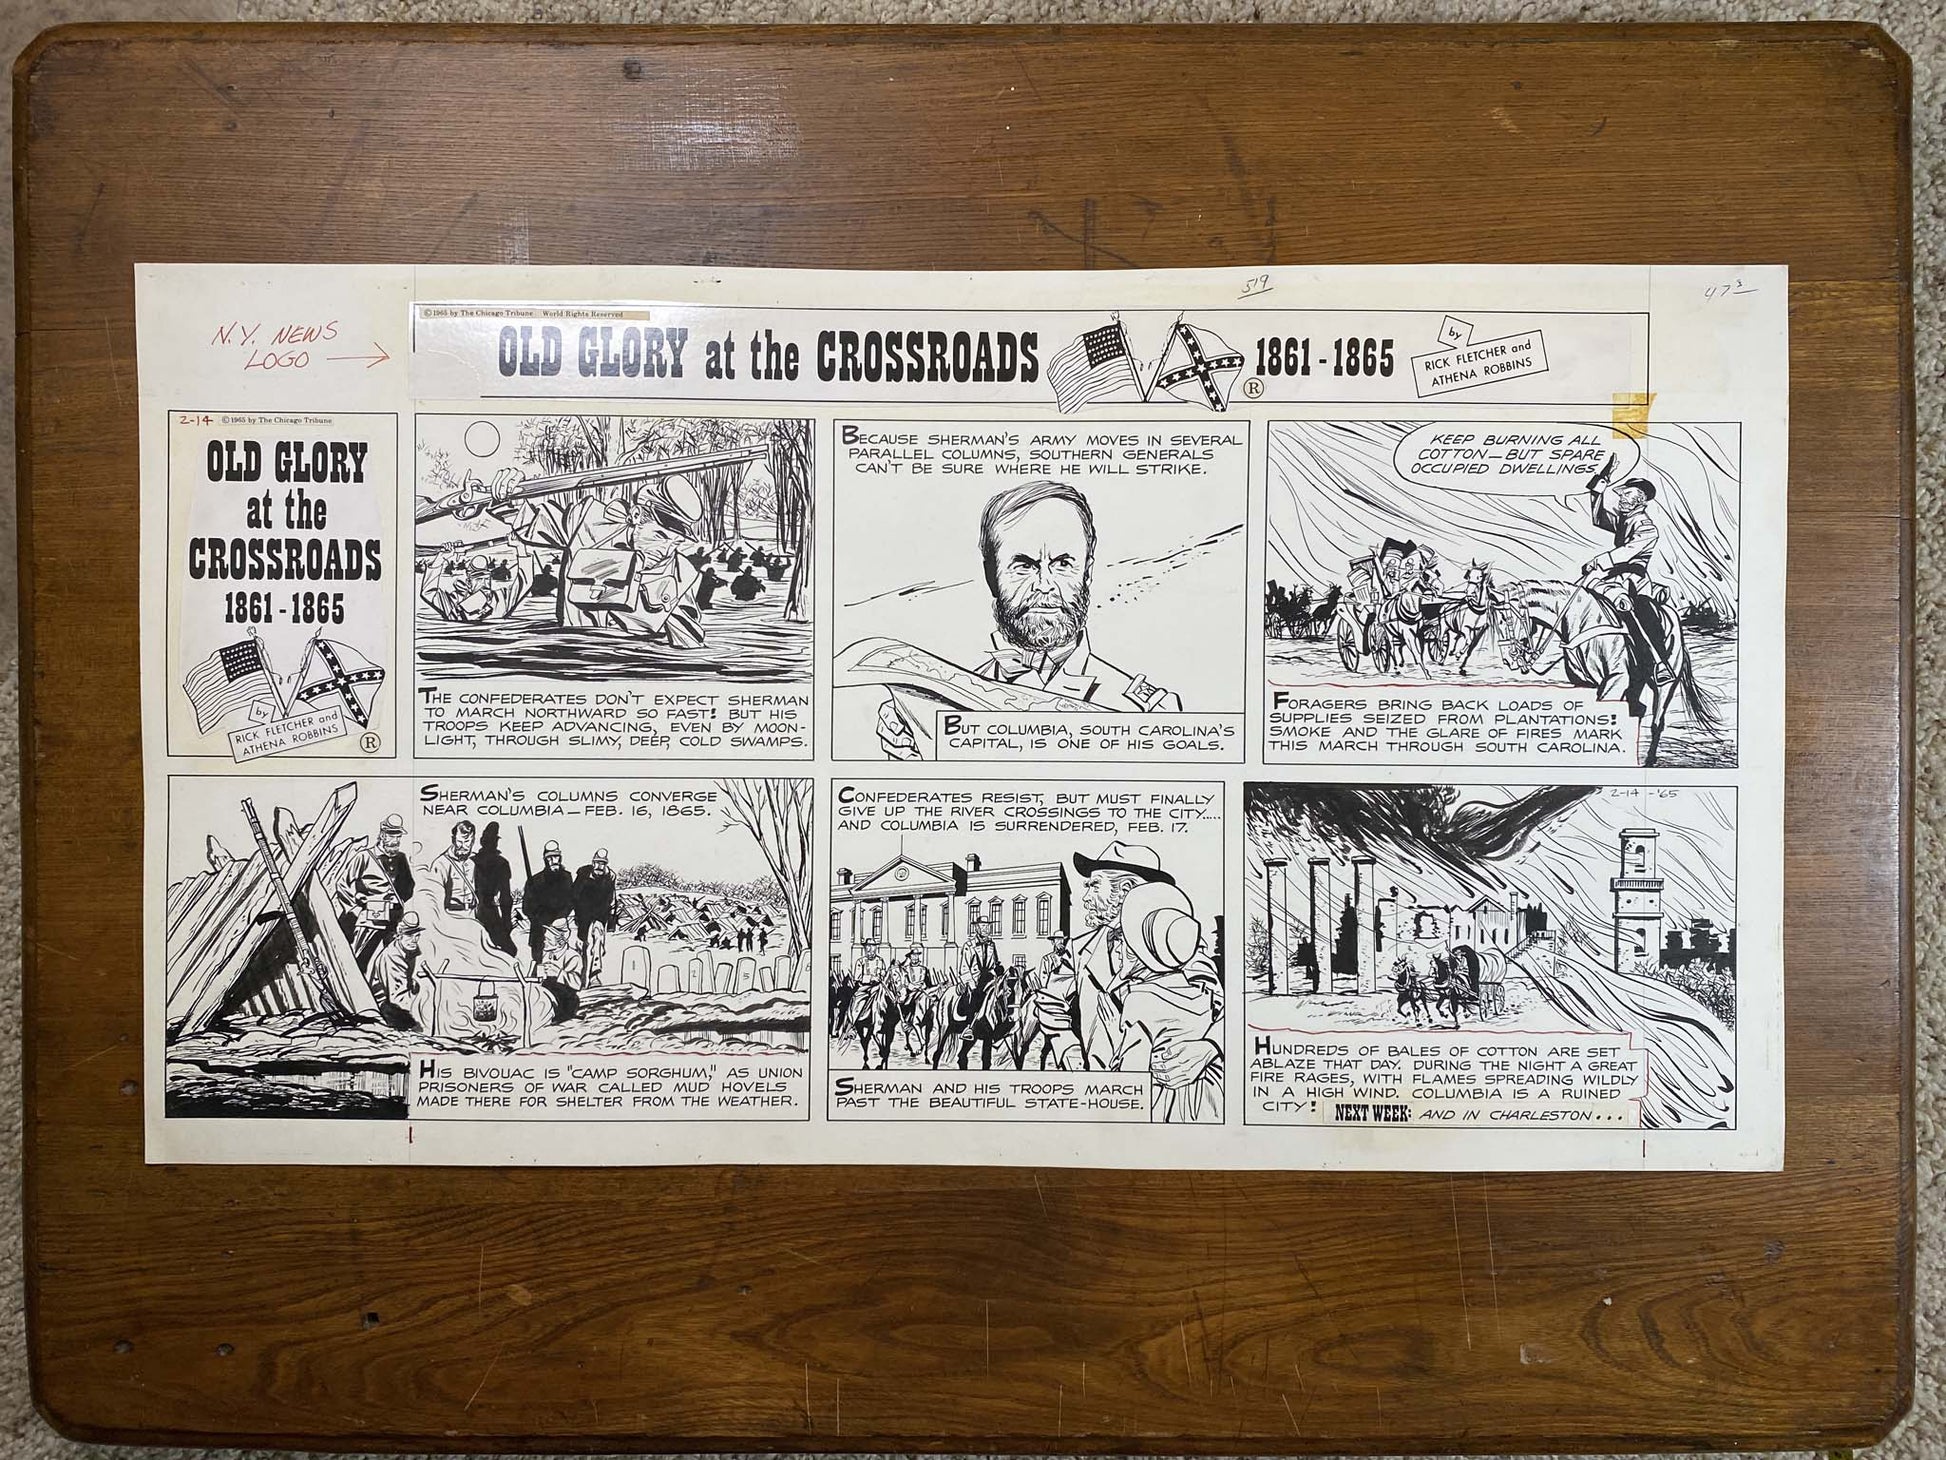 519
47 3
N.Y. NEWS
LOGO
©1965 by The Chicago Tribune World Rights Reserved
OLD GLORY at the CROSSROADS
1861-1865
by
RICK FLETCHER and
ATHENA ROBBINS
®
2-14 ©1965 by The Chicago Tribune
OLD GLORY
at the
CROSSROADS
1861-1865
by
RICK FLETCHER and
ATHENA ROBBINS
®
THE CONFEDERATES DON'T EXPECT SHERMAN
TO MARCH NORTHWARD SO FAST! BUT HIS
TROOPS KEEP ADVANCING, EVEN BY MOON-
LIGHT, THROUGH SLIMY, DEEP, COLD SWAMPS.
BECAUSE SHERMAN'S ARMY MOVES IN SEVERAL
PARALLEL COLUMNS, SOUTHERN GENERALS
CAN'T BE SURE WHERE HE WILL STRIKE.
BUT COLUMBIA, SOUTH CAROLINA'S
CAPITAL, IS ONE OF HIS GOALS.
KEEP BURNING ALL
COTTON—BUT SPARE
OCCUPIED DWELLINGS.
FORAGERS BRING BACK LOADS OF
SUPPLIES SEIZED FROM PLANTATIONS!
SMOKE AND THE GLARE OF FIRES MARK
THIS MARCH THROUGH SOUTH CAROLINA.
SHERMAN'S COLUMNS CONVERGE
NEAR COLUMBIA—FEB. 16, 1865.
HIS BIVOUAC IS "CAMP SORGHUM," AS UNION
PRISONERS OF WAR CALLED MUD HOVELS
MADE THERE FOR SHELTER FROM THE WEATHER.
CONFEDERATES RESIST, BUT MUST FINALLY
GIVE UP THE RIVER CROSSINGS TO THE CITY.....
AND COLUMBIA IS SURRENDERED, FEB. 17.
SHERMAN AND HIS TROOPS MARCH
PAST THE BEAUTIFUL STATE-HOUSE.
2-14-'65
HUNDREDS OF BALES OF COTTON ARE SET
ABLAZE THAT DAY. DURING THE NIGHT A GREAT
FIRE RAGES, WITH FLAMES SPREADING WILDLY
IN A HIGH WIND. COLUMBIA IS A RUINED
CITY! NEXT WEEK: AND IN CHARLESTON...